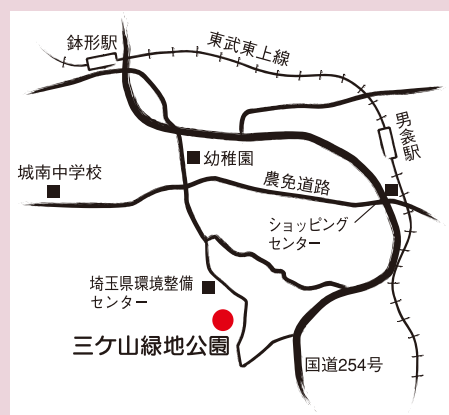 鉢形駅
東武東上線
男衾駅
幼稚園
城南中学校
農免道路
ショッピング
センター
埼玉県環境整備
センター
三ケ山緑地公園
国道254号